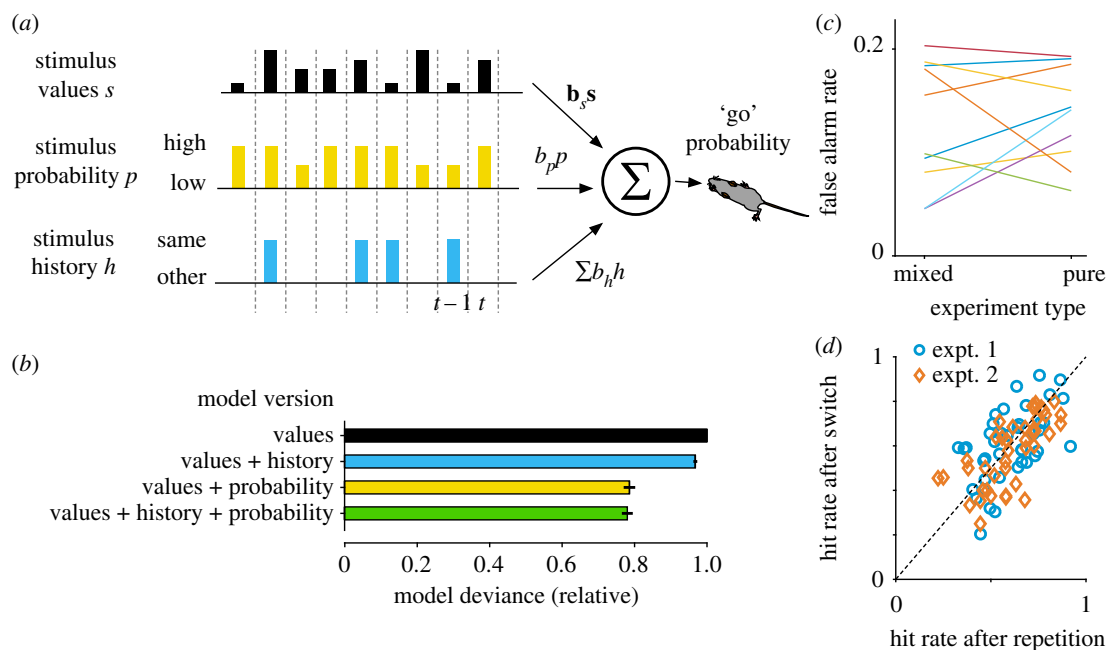 (a)
stimulus
values s
stimulus
probability p
high
low
stimulus
history h
same
other
t – 1 t
b_s s
b_p p
∑b_h h
Σ
'go'
probability
(b)
model version
values
values + history
values + probability
values + history + probability
0 0.2 0.4 0.6 0.8 1.0
model deviance (relative)
(c)
0.2
false alarm rate
0
mixed pure
experiment type
(d)
1
expt. 1
expt. 2
hit rate after switch
0
0 1
hit rate after repetition